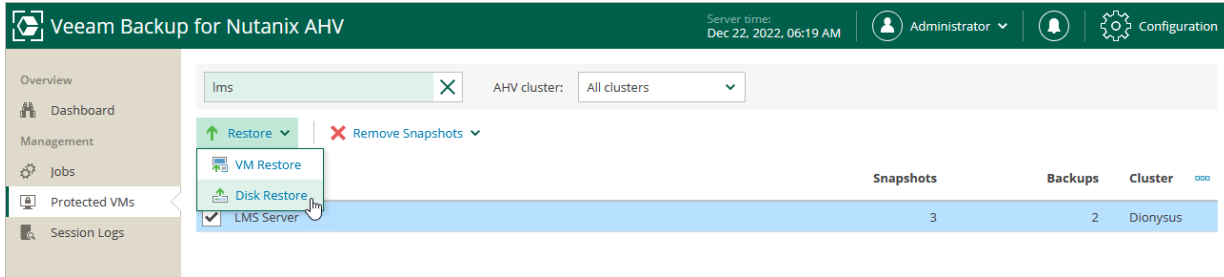 Veeam Backup for Nutanix AHV
Server time:
Dec 22, 2022, 06:19 AM
Administrator
Configuration
Overview
Dashboard
Management
Jobs
Protected VMs
Session Logs
lms
AHV cluster: All clusters
Restore Remove Snapshots
VM Restore
Disk Restore
Snapshots Backups Cluster
LMS Server 3 2 Dionysus